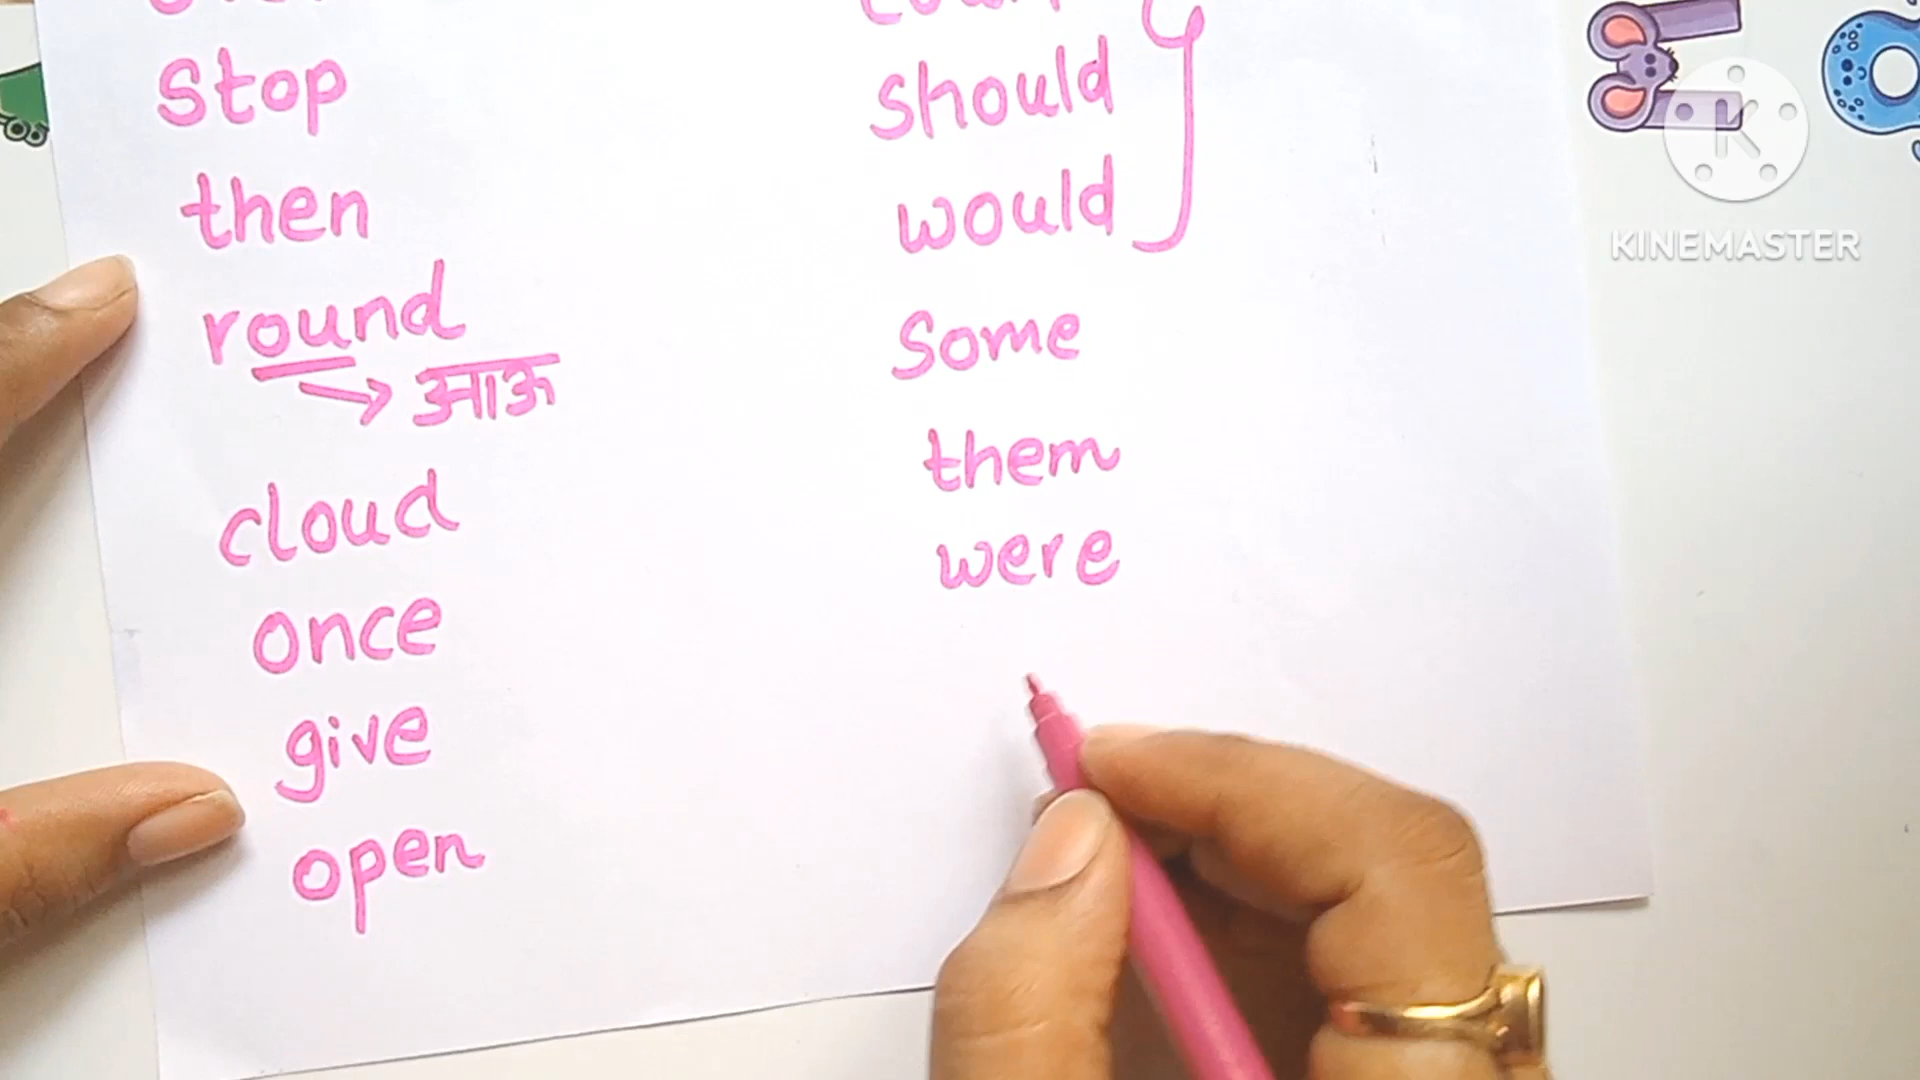 Stop
then
round
→ आऊ
cloud
once
give
open
should
would
Some
them
were
KINEMASTER